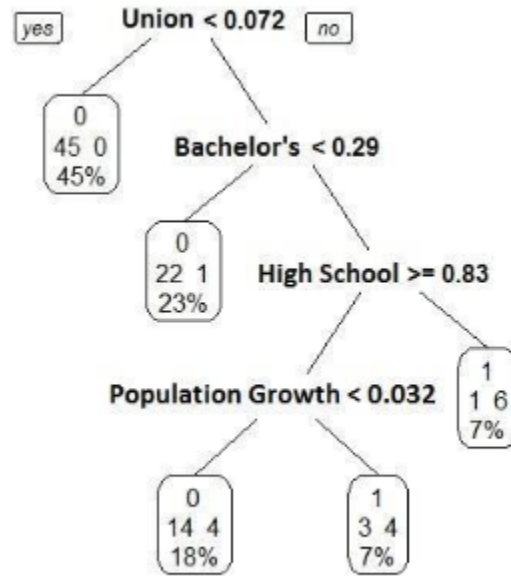 yes
Union < 0.072
no
0
45 0
45%
Bachelor's < 0.29
0
22 1
23%
High School >= 0.83
Population Growth < 0.032
1
1 6
7%
0
14 4
18%
1
3 4
7%